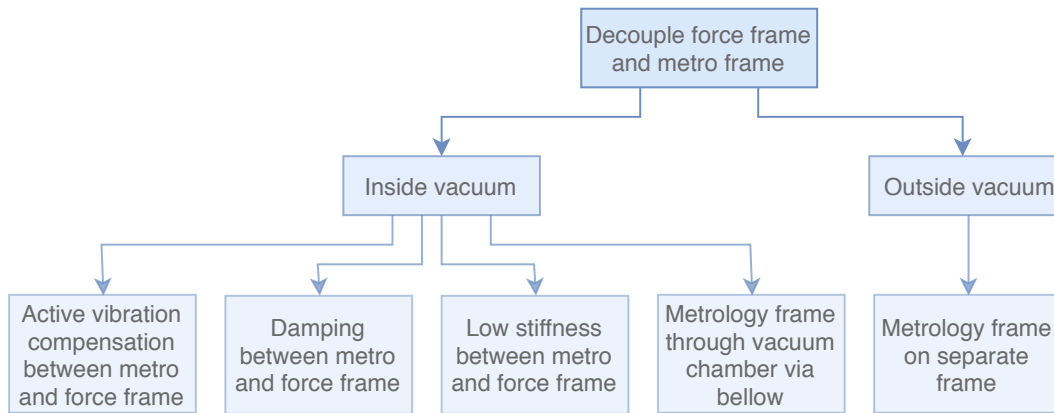 Decouple force frame
and metro frame
Inside vacuum
Outside vacuum
Active vibration
compensation
between metro
and force frame
Damping
between metro
and force frame
Low stiffness
between metro
and force frame
Metrology frame
through vacuum
chamber via
bellow
Metrology frame
on separate
frame